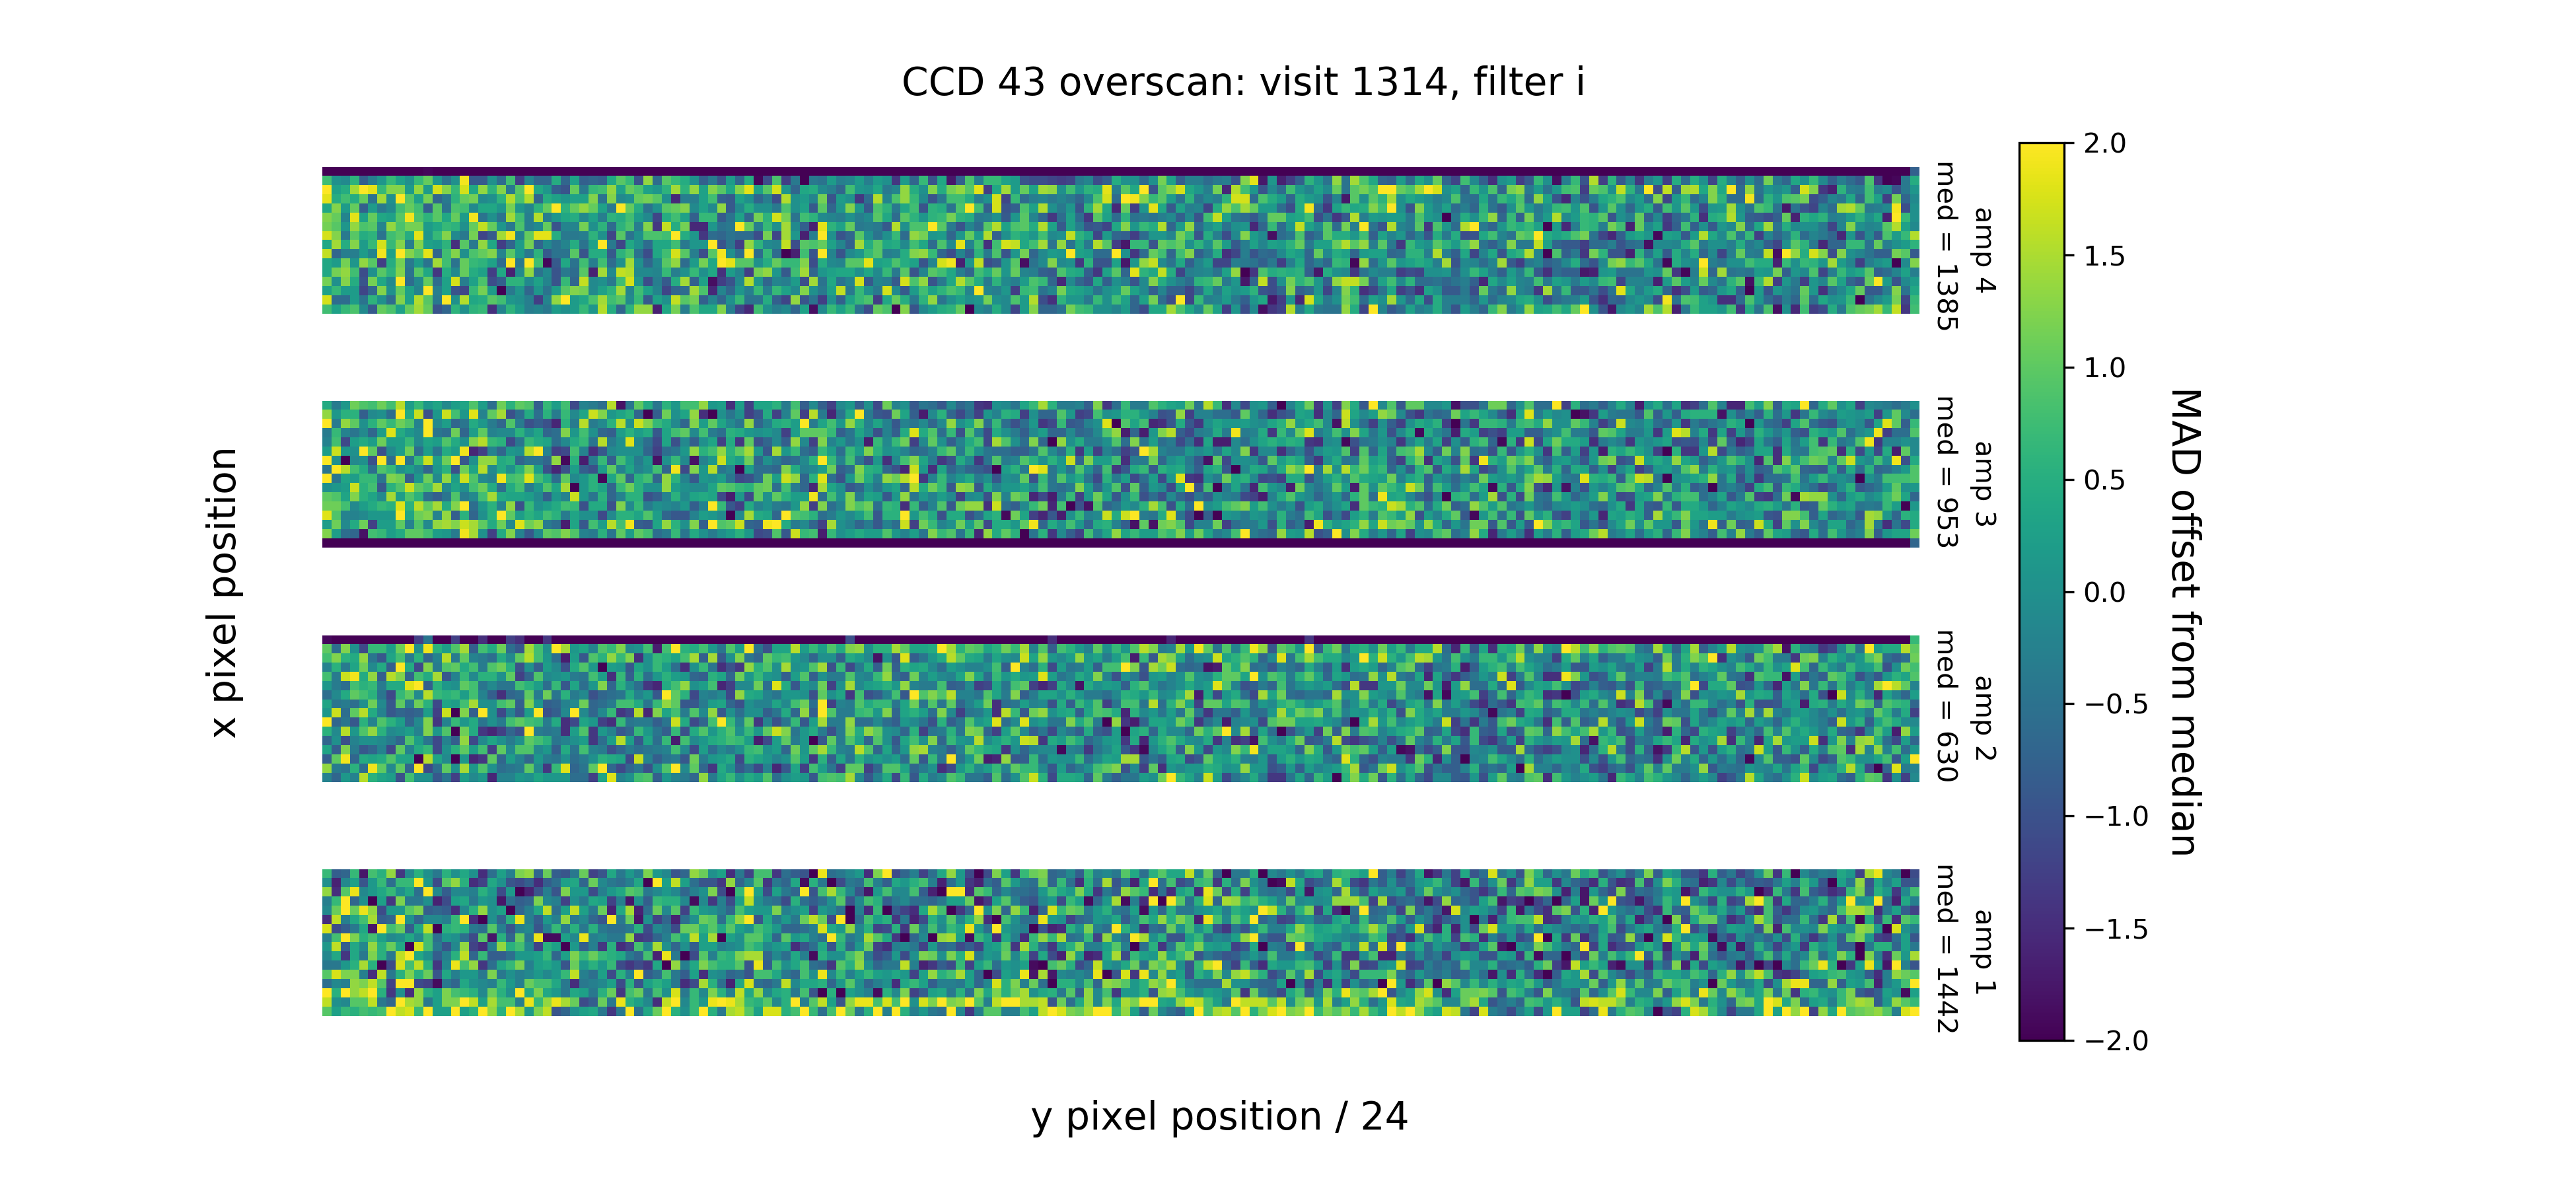 CCD 43 overscan: visit 1314, filter i
x pixel position
amp 4
med = 1385
amp 3
med = 953
amp 2
med = 630
amp 1
med = 1442
y pixel position / 24
2.0
1.5
1.0
0.5
0.0
−0.5
−1.0
−1.5
−2.0
MAD offset from median